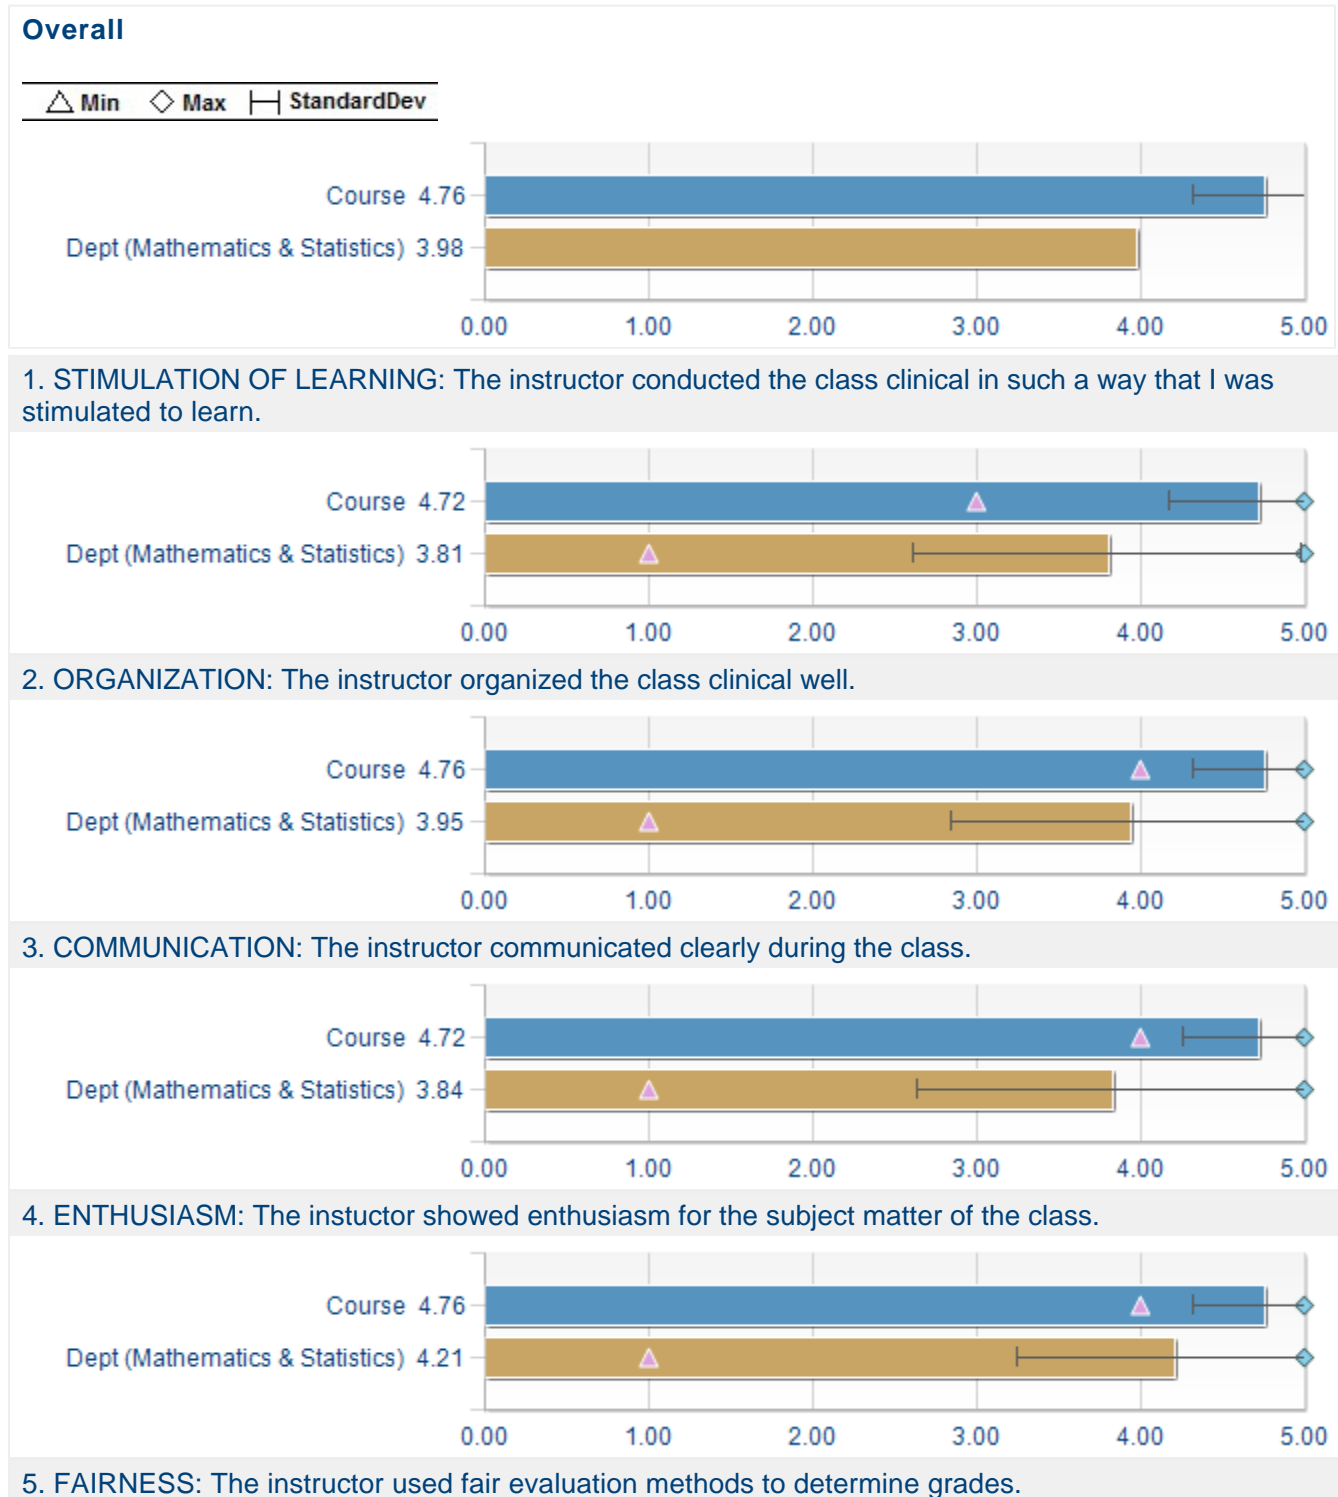 Overall
Min Max StandardDev
Course 4.76
Dept (Mathematics & Statistics) 3.98
0.00 1.00 2.00 3.00 4.00 5.00
1. STIMULATION OF LEARNING: The instructor conducted the class clinical in such a way that I was
stimulated to learn.
Course 4.72
Dept (Mathematics & Statistics) 3.81
0.00 1.00 2.00 3.00 4.00 5.00
2. ORGANIZATION: The instructor organized the class clinical well.
Course 4.76
Dept (Mathematics & Statistics) 3.95
0.00 1.00 2.00 3.00 4.00 5.00
3. COMMUNICATION: The instructor communicated clearly during the class.
Course 4.72
Dept (Mathematics & Statistics) 3.84
0.00 1.00 2.00 3.00 4.00 5.00
4. ENTHUSIASM: The instuctor showed enthusiasm for the subject matter of the class.
Course 4.76
Dept (Mathematics & Statistics) 4.21
0.00 1.00 2.00 3.00 4.00 5.00
5. FAIRNESS: The instructor used fair evaluation methods to determine grades.